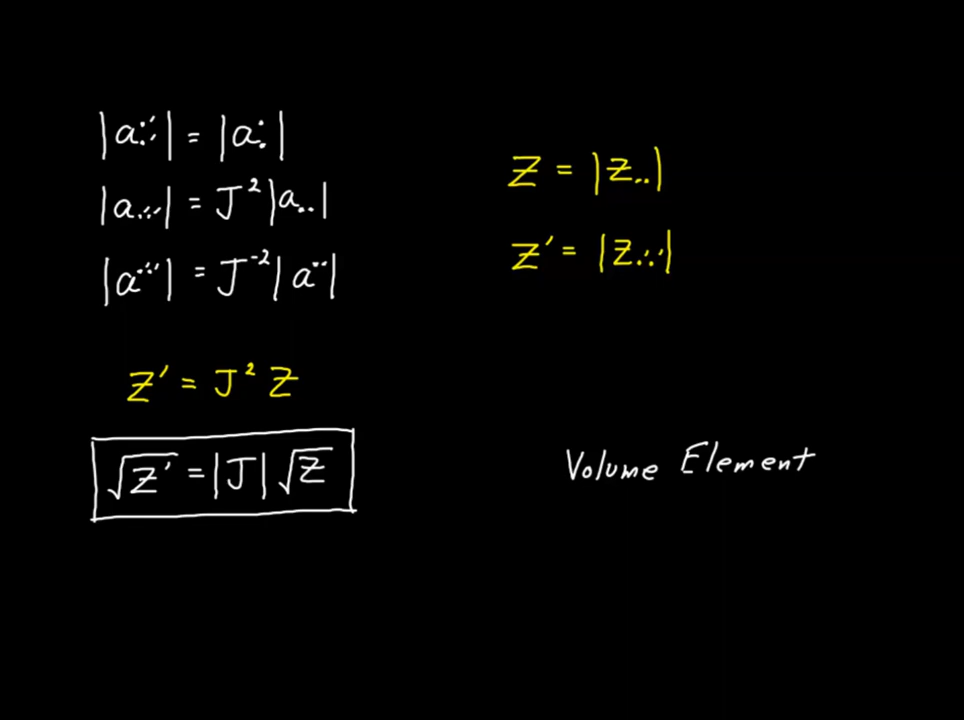 |a⋅′⋅′| = |a⋅⋅|
|a⋅′⋅′| = J²|a..|
|a⋅′⋅′| = J⁻²|a⋅⋅|
Z = |Z..|
Z′ = |Z.′.′|
Z′ = J² Z
√Z′ = |J| √Z
Volume Element